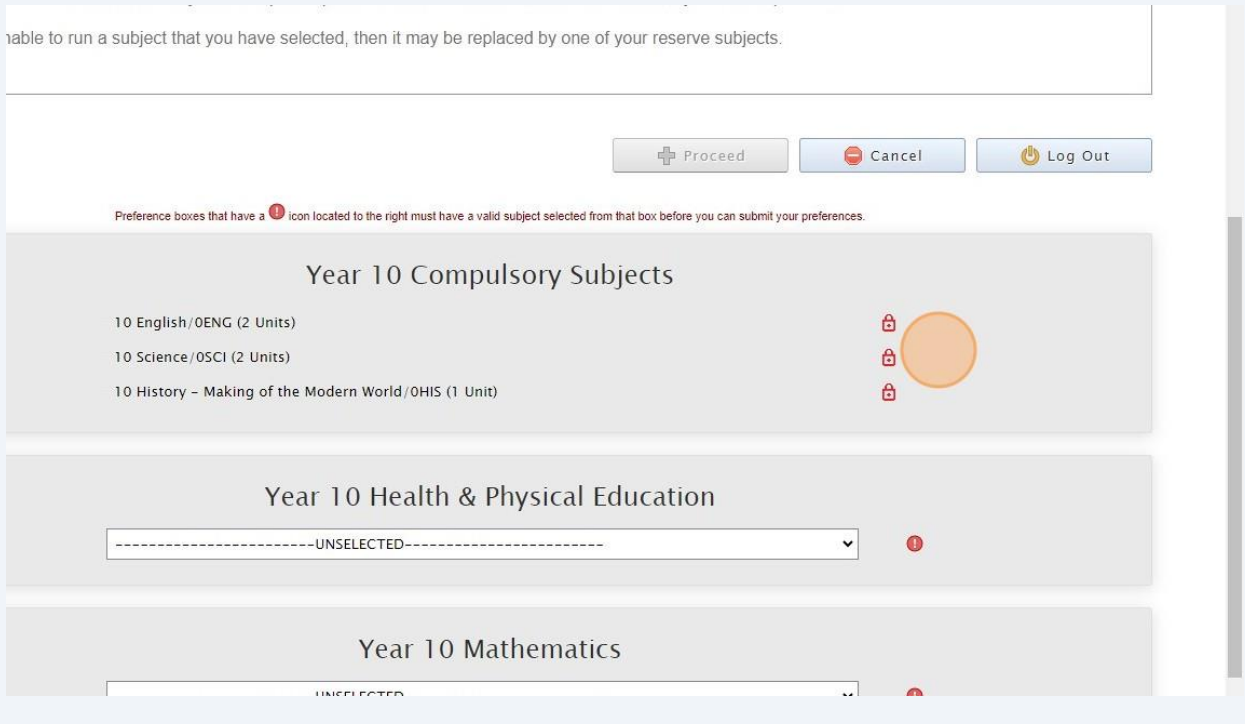 nable to run a subject that you have selected, then it may be replaced by one of your reserve subjects.
Proceed Cancel Log Out
Preference boxes that have a icon located to the right must have a valid subject selected from that box before you can submit your preferences.
Year 10 Compulsory Subjects
10 English/0ENG (2 Units)
10 Science/0SCI (2 Units)
10 History – Making of the Modern World/0HIS (1 Unit)
Year 10 Health & Physical Education
------------------------UNSELECTED------------------------
Year 10 Mathematics
UNSELECTED